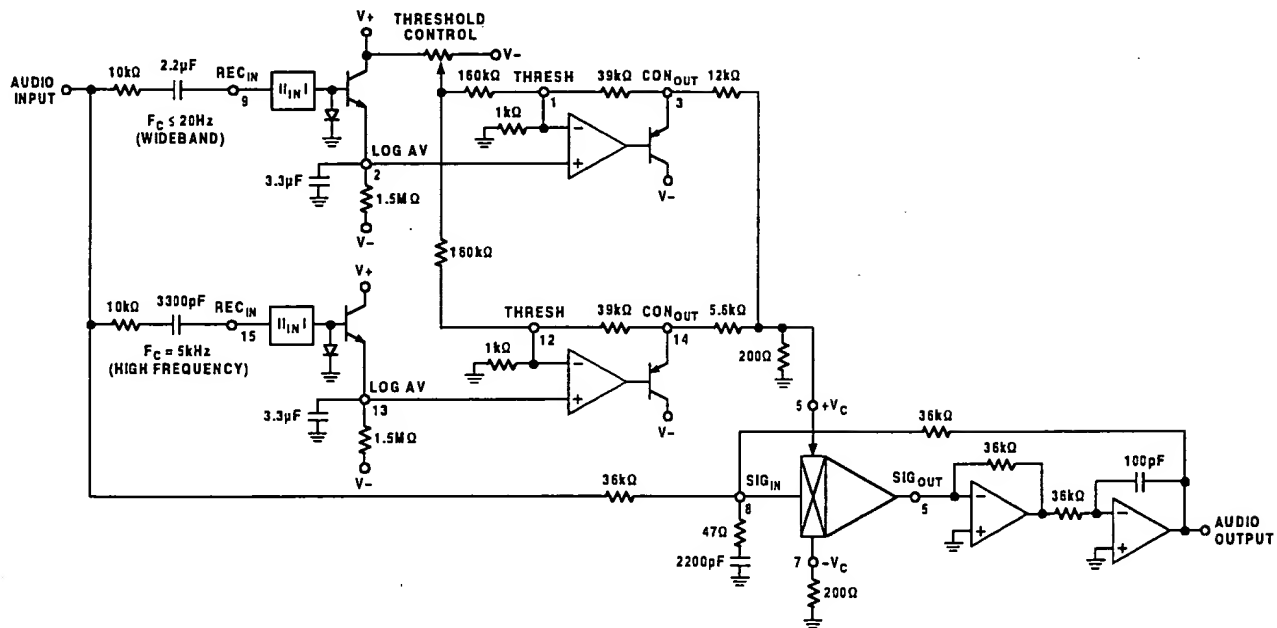 V+
THRESHOLD
CONTROL
V−
AUDIO
INPUT
10kΩ
2.2µF
REC_IN
9
||IN|
F_C ≤ 20Hz
(WIDEBAND)
160kΩ
THRESH
1
39kΩ
CON_OUT
3
12kΩ
1kΩ
−
+
V−
LOG AV
2
3.3µF
1.5MΩ
V−
160kΩ
V+
10kΩ
3300pF
REC_IN
15
||IN|
F_C = 5kHz
(HIGH FREQUENCY)
THRESH
12
39kΩ
CON_OUT
14
5.6kΩ
200Ω
1kΩ
−
+
V−
LOG AV
13
3.3µF
1.5MΩ
V−
5
+V_C
36kΩ
36kΩ
SIG_IN
8
47Ω
2200pF
7
−V_C
200Ω
SIG_OUT
5
36kΩ
−
+
36kΩ
100pF
−
+
AUDIO
OUTPUT